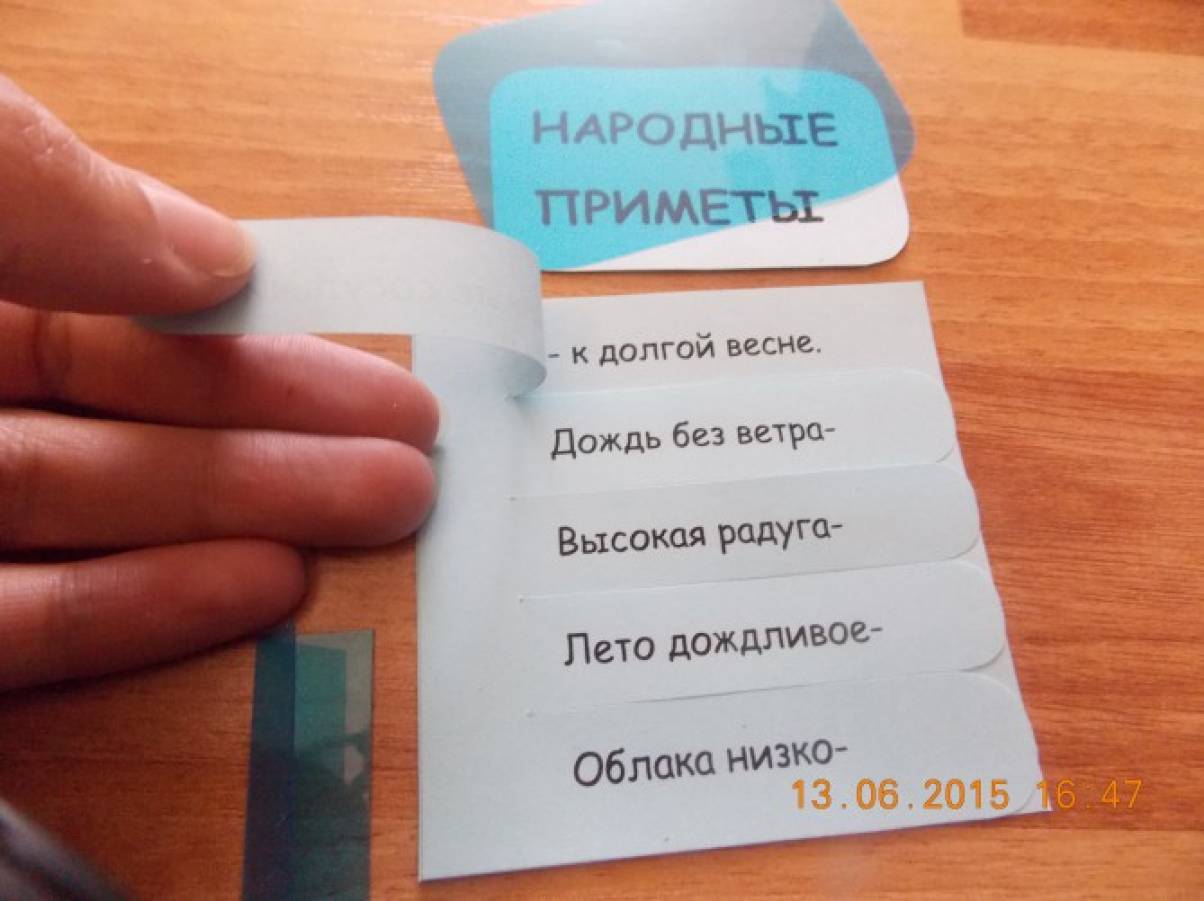 НАРОДНЫЕ
ПРИМЕТЫ
- к долгой весне.
Дождь без ветра-
Высокая радуга-
Лето дождливое-
Облака низко-
13.06.2015 16:47